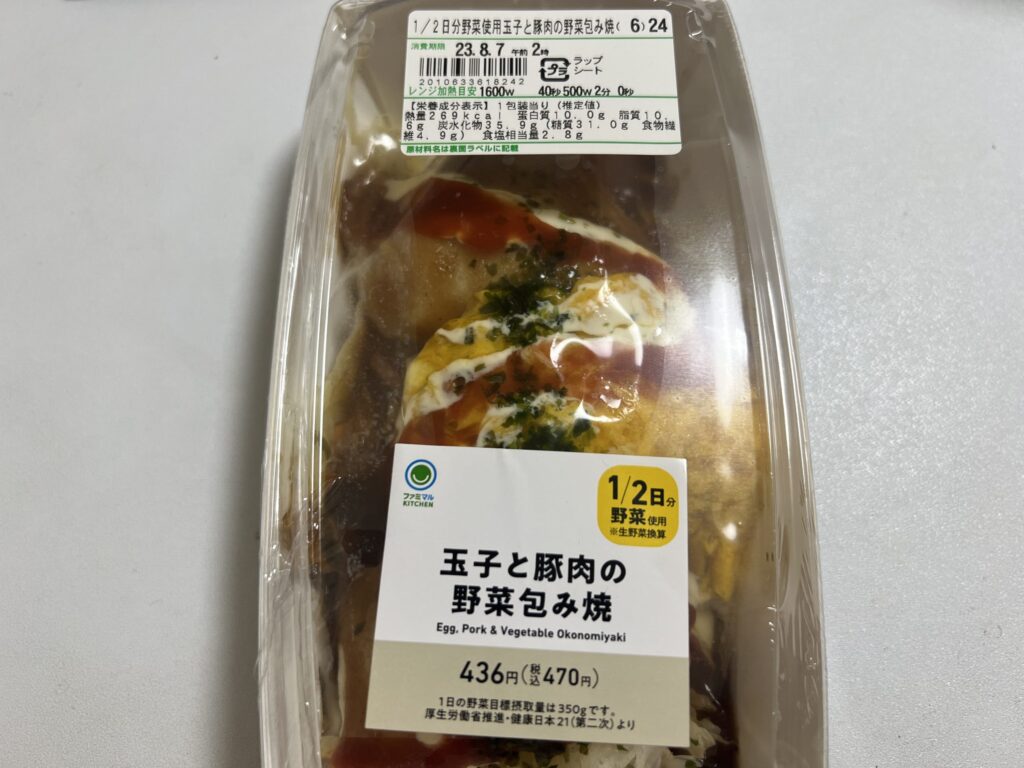 1/2日分野菜使用玉子と豚肉の野菜包み焼( 6)24
消費期限 23.8.7 午前 2時
ラップ
シート
2010633618242
レンジ加熱目安1600w 40秒500w2分 0秒
【栄養成分表示】1包装当り(推定値)
熱量269kcal 蛋白質10.0g 脂質10.
6g 炭水化物35.9g(糖質31.0g 食物繊
維4.9g) 食塩相当量2.8g
原材料名は裏面ラベルに記載
ファミマル
KITCHEN
1/2日分
野菜使用
※生野菜換算
玉子と豚肉の
野菜包み焼
Egg, Pork & Vegetable Okonomiyaki
436円(税込470円)
1日の野菜目標摂取量は350gです。
厚生労働省推進・健康日本21(第二次)より